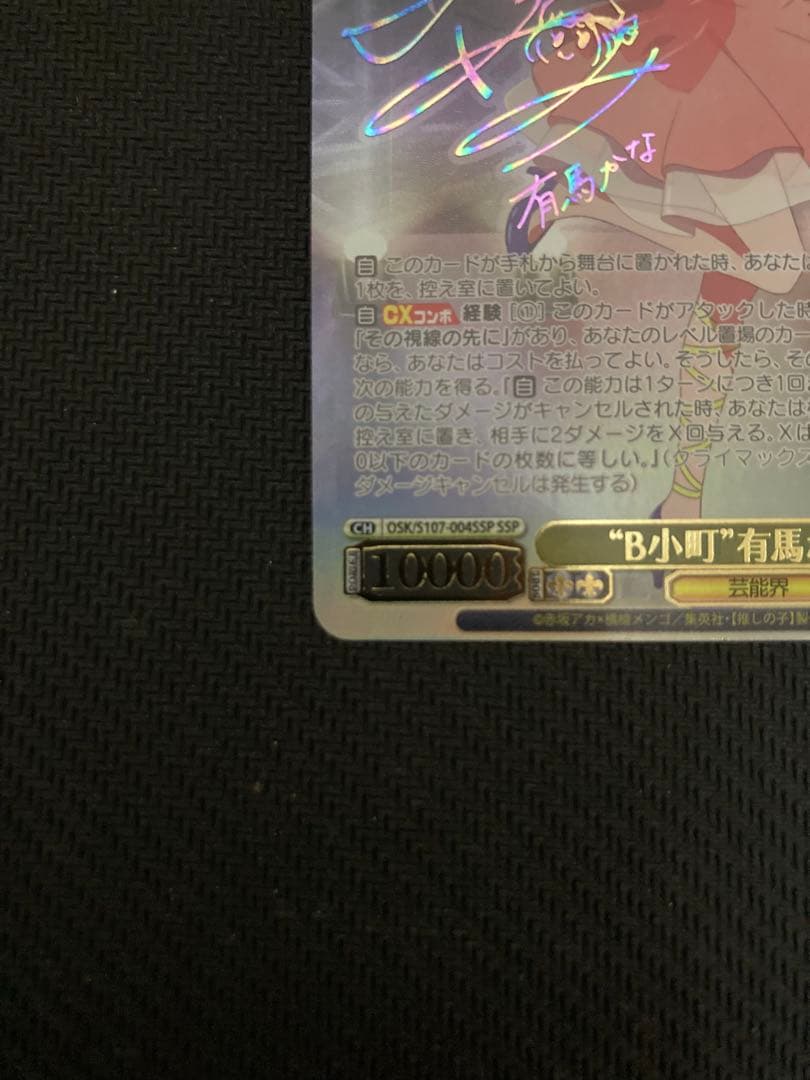 有馬かな
自 このカードが手札から舞台に置かれた時、あなたは
1枚を、控え室に置いてよい。
自 CXコンボ 経験 [①] このカードがアタックした時
「その視線の先に」があり、あなたのレベル置場のカー
なら、あなたはコストを払ってよい。そうしたら、その
次の能力を得る。『自 この能力は1ターンにつき1回
の与えたダメージがキャンセルされた時、あなたは
控え室に置き、相手に2ダメージをX回与える。Xは
0以下のカードの枚数に等しい。』(クライマックス
ダメージキャンセルは発生する)
CH OSK/S107-004SSP SSP
"B小町"有馬
POWER 10000 SOUL 芸能界
©赤坂アカ×横槍メンゴ/集英社・【推しの子】製